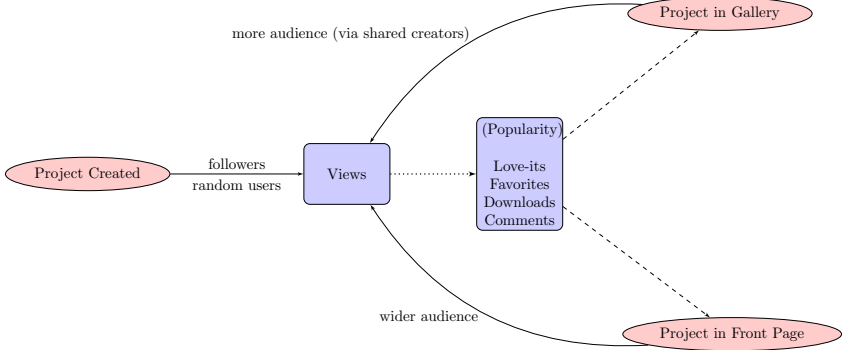 Project in Gallery
more audience (via shared creators)
(Popularity)
Love-its
Favorites
Downloads
Comments
followers
random users
Project Created
Views
wider audience
Project in Front Page